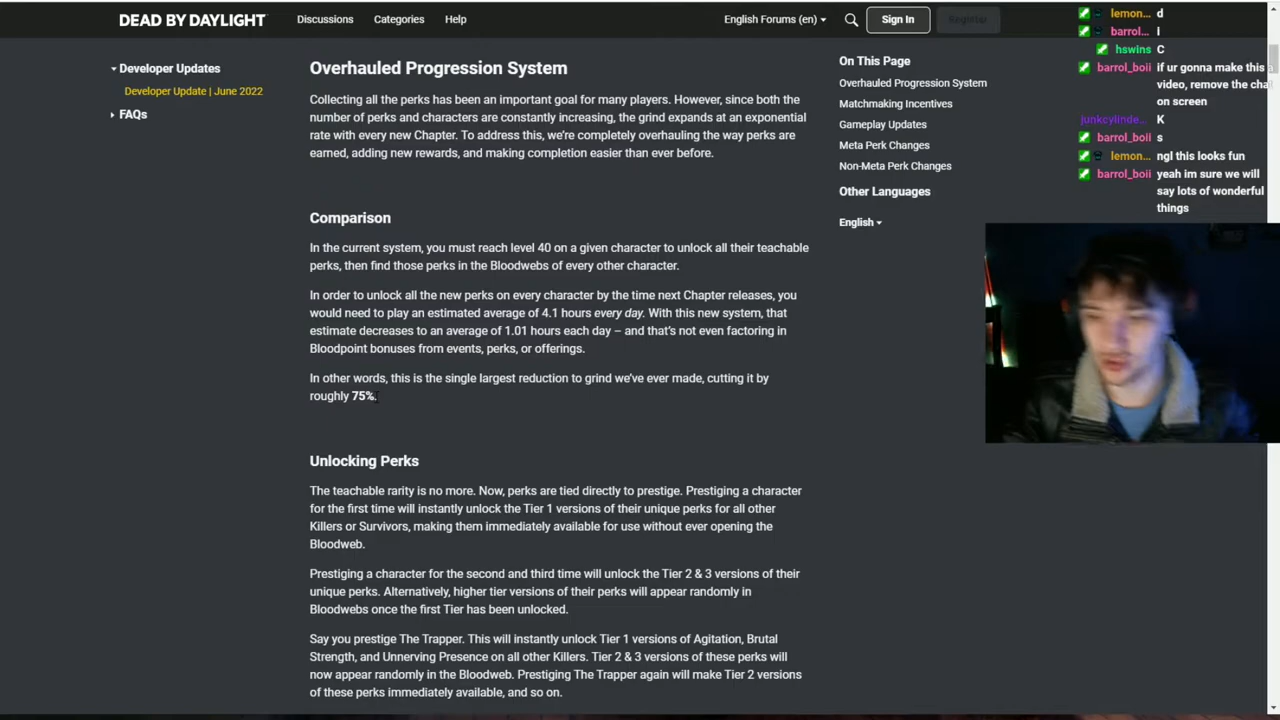 DEAD BY DAYLIGHT
Discussions
Categories
Help
English Forums (en)
Sign In
Register
Developer Updates
Developer Update | June 2022
FAQs
Overhauled Progression System
Collecting all the perks has been an important goal for many players. However, since both the
number of perks and characters are constantly increasing, the grind expands at an exponential
rate with every new Chapter. To address this, we're completely overhauling the way perks are
earned, adding new rewards, and making completion easier than ever before.
Comparison
In the current system, you must reach level 40 on a given character to unlock all their teachable
perks, then find those perks in the Bloodwebs of every other character.
In order to unlock all the new perks on every character by the time next Chapter releases, you
would need to play an estimated average of 4.1 hours every day. With this new system, that
estimate decreases to an average of 1.01 hours each day – and that's not even factoring in
Bloodpoint bonuses from events, perks, or offerings.
In other words, this is the single largest reduction to grind we've ever made, cutting it by
roughly 75%.
Unlocking Perks
The teachable rarity is no more. Now, perks are tied directly to prestige. Prestiging a character
for the first time will instantly unlock the Tier 1 versions of their unique perks for all other
Killers or Survivors, making them immediately available for use without ever opening the
Bloodweb.
Prestiging a character for the second and third time will unlock the Tier 2 & 3 versions of their
unique perks. Alternatively, higher tier versions of their perks will appear randomly in
Bloodwebs once the first Tier has been unlocked.
Say you prestige The Trapper. This will instantly unlock Tier 1 versions of Agitation, Brutal
Strength, and Unnerving Presence on all other Killers. Tier 2 & 3 versions of these perks will
now appear randomly in the Bloodweb. Prestiging The Trapper again will make Tier 2 versions
of these perks immediately available, and so on.
On This Page
Overhauled Progression System
Matchmaking Incentives
Gameplay Updates
Meta Perk Changes
Non-Meta Perk Changes
Other Languages
English
lemon... d
barrol... i
hswins C
barrol_boii if ur gonna make this
video, remove the cha
on screen
junkcylinde... K
barrol_boii s
lemon... ngl this looks fun
barrol_boii yeah im sure we will
say lots of wonderful
things